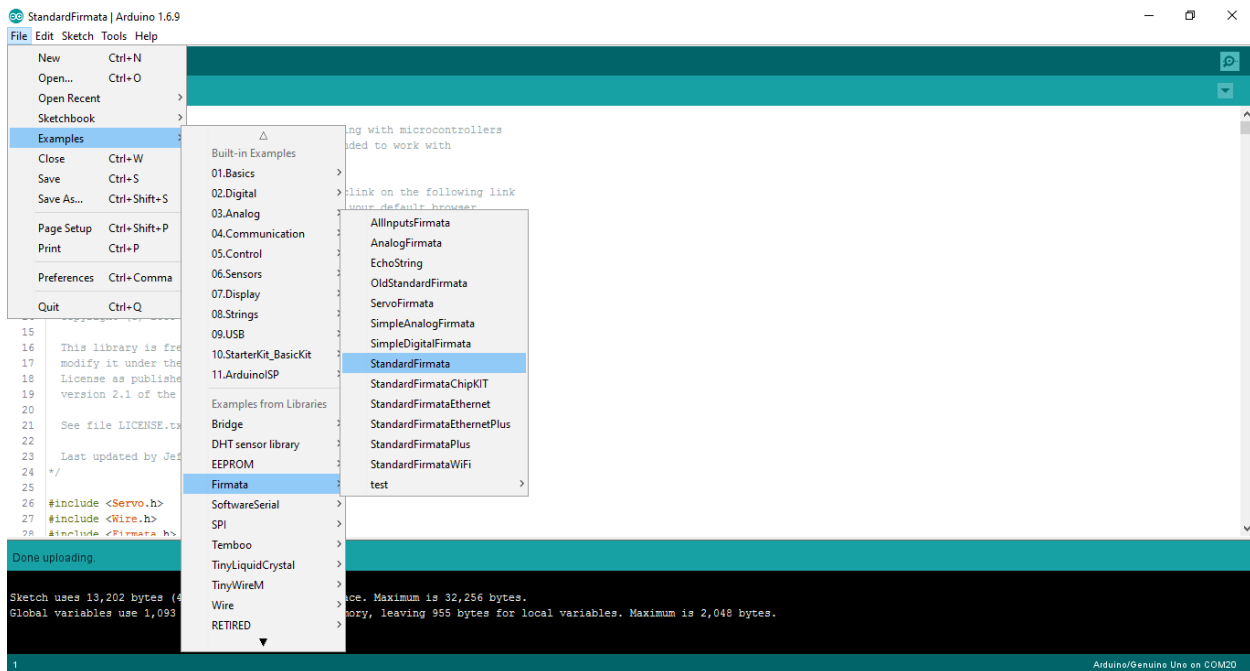 StandardFirmata | Arduino 1.6.9
File Edit Sketch Tools Help
New Ctrl+N
Open... Ctrl+O
Open Recent
Sketchbook
Examples
Close Ctrl+W
Save Ctrl+S
Save As... Ctrl+Shift+S
Page Setup Ctrl+Shift+P
Print Ctrl+P
Preferences Ctrl+Comma
Quit Ctrl+Q
Built-in Examples
01.Basics
02.Digital
03.Analog
04.Communication
05.Control
06.Sensors
07.Display
08.Strings
09.USB
10.StarterKit_BasicKit
11.ArduinoISP
Examples from Libraries
Bridge
DHT sensor library
EEPROM
Firmata
SoftwareSerial
SPI
Temboo
TinyLiquidCrystal
TinyWireM
Wire
RETIRED
AllInputsFirmata
AnalogFirmata
EchoString
OldStandardFirmata
ServoFirmata
SimpleAnalogFirmata
SimpleDigitalFirmata
StandardFirmata
StandardFirmataChipKIT
StandardFirmataEthernet
StandardFirmataEthernetPlus
StandardFirmataPlus
StandardFirmataWiFi
test
ing with microcontrollers
nded to work with
click on the following link
your default browser
15
16 This library is fre
17 modify it under the
18 License as publishe
19 version 2.1 of the
20
21 See file LICENSE.tx
22
23 Last updated by Jef
24 */
25
26 #include <Servo.h>
27 #include <Wire.h>
28 #include <Firmata.h>
Done uploading.
Sketch uses 13,202 bytes (4 ace. Maximum is 32,256 bytes.
Global variables use 1,093 mory, leaving 955 bytes for local variables. Maximum is 2,048 bytes.
1 Arduino/Genuino Uno on COM20